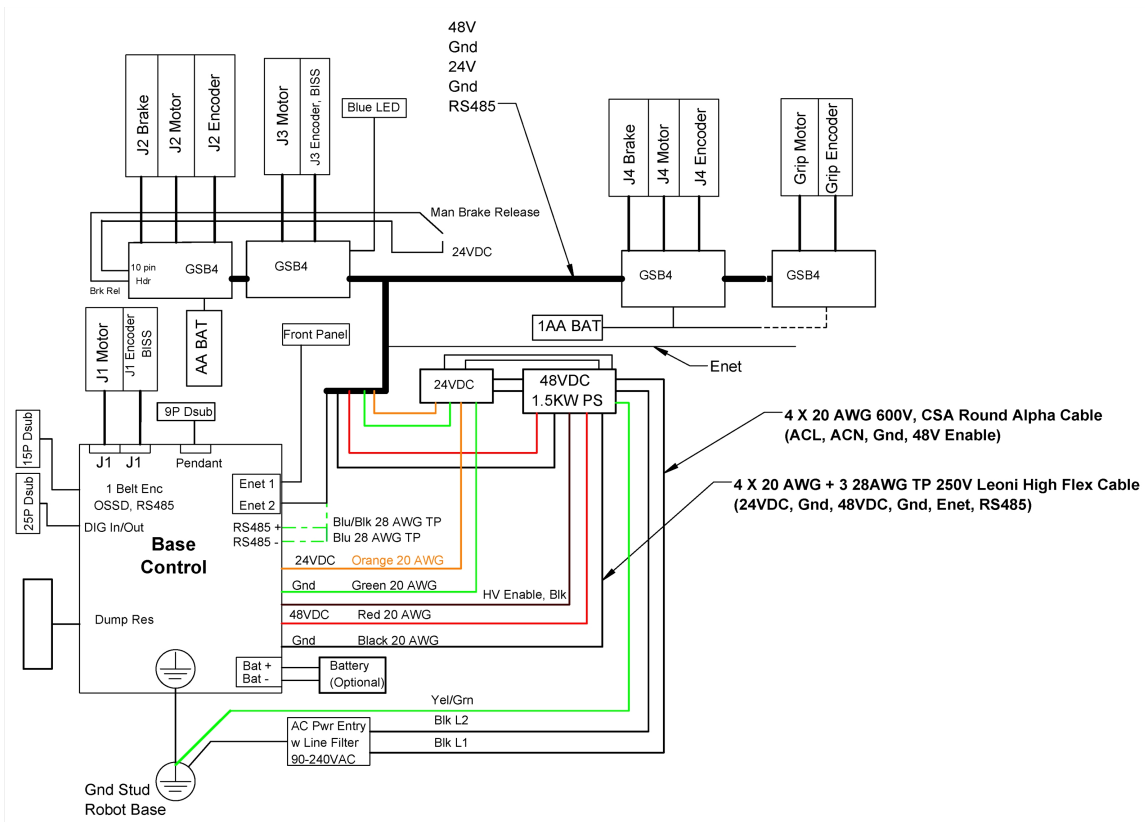 48V
Gnd
24V
Gnd
RS485
J2 Brake
J2 Motor
J2 Encoder
J3 Motor
J3 Encoder, BISS
Blue LED
J4 Brake
J4 Motor
J4 Encoder
Grip Motor
Grip Encoder
Man Brake Release
24VDC
10 pin
Hdr
Brk Rel
GSB4
GSB4
GSB4
GSB4
J1 Motor
J1 Encoder
BISS
AA BAT
Front Panel
1AA BAT
Enet
24VDC
48VDC
1.5KW PS
9P Dsub
15P Dsub
25P Dsub
J1
J1
Pendant
1 Belt Enc
OSSD, RS485
DIG In/Out
Enet 1
Enet 2
RS485 +
RS485 -
Blu/Blk 28 AWG TP
Blu 28 AWG TP
Base
Control
24VDC
Orange 20 AWG
Gnd
Green 20 AWG
HV Enable, Blk
48VDC
Red 20 AWG
Gnd
Black 20 AWG
Dump Res
Bat +
Bat -
Battery
(Optional)
4 X 20 AWG 600V, CSA Round Alpha Cable
(ACL, ACN, Gnd, 48V Enable)
4 X 20 AWG + 3 28AWG TP 250V Leoni High Flex Cable
(24VDC, Gnd, 48VDC, Gnd, Enet, RS485)
Yel/Grn
Blk L2
Blk L1
AC Pwr Entry
w Line Filter
90-240VAC
Gnd Stud
Robot Base